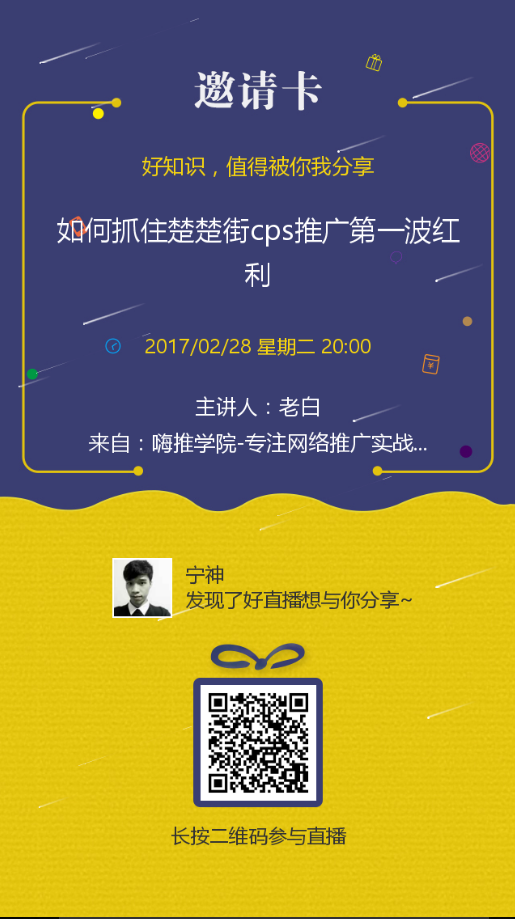 邀请卡
好知识，值得被你我分享
如何抓住楚楚街cps推广第一波红
利
2017/02/28 星期二 20:00
主讲人：老白
来自：嗨推学院-专注网络推广实战...
宁神
发现了好直播想与你分享~
长按二维码参与直播